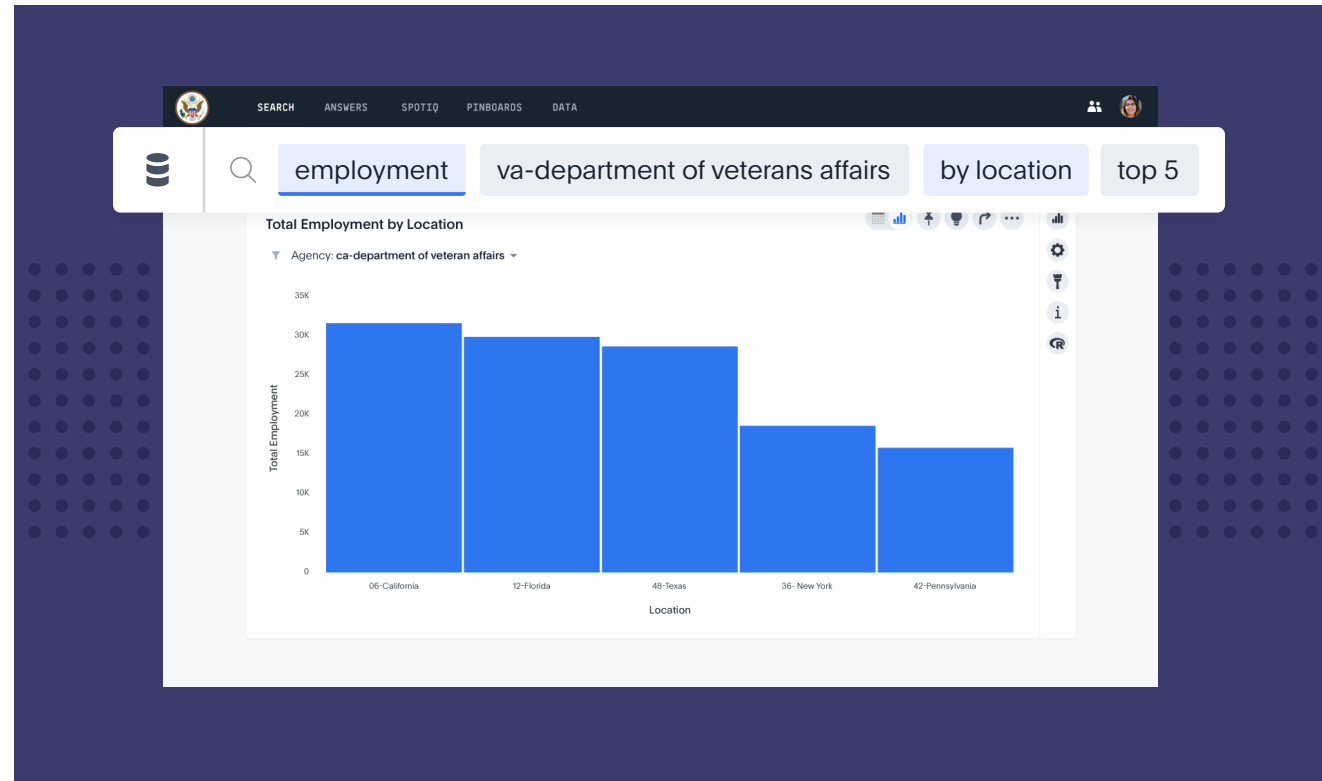 SEARCH ANSWERS SPOTIQ PINBOARDS DATA
employment va-department of veterans affairs by location top 5
Total Employment by Location
Agency: ca-department of veteran affairs
35K
30K
25K
20K
15K
10K
5K
0
Total Employment
06-California 12-Florida 48-Texas 36- New York 42-Pennsylvania
Location
i
R